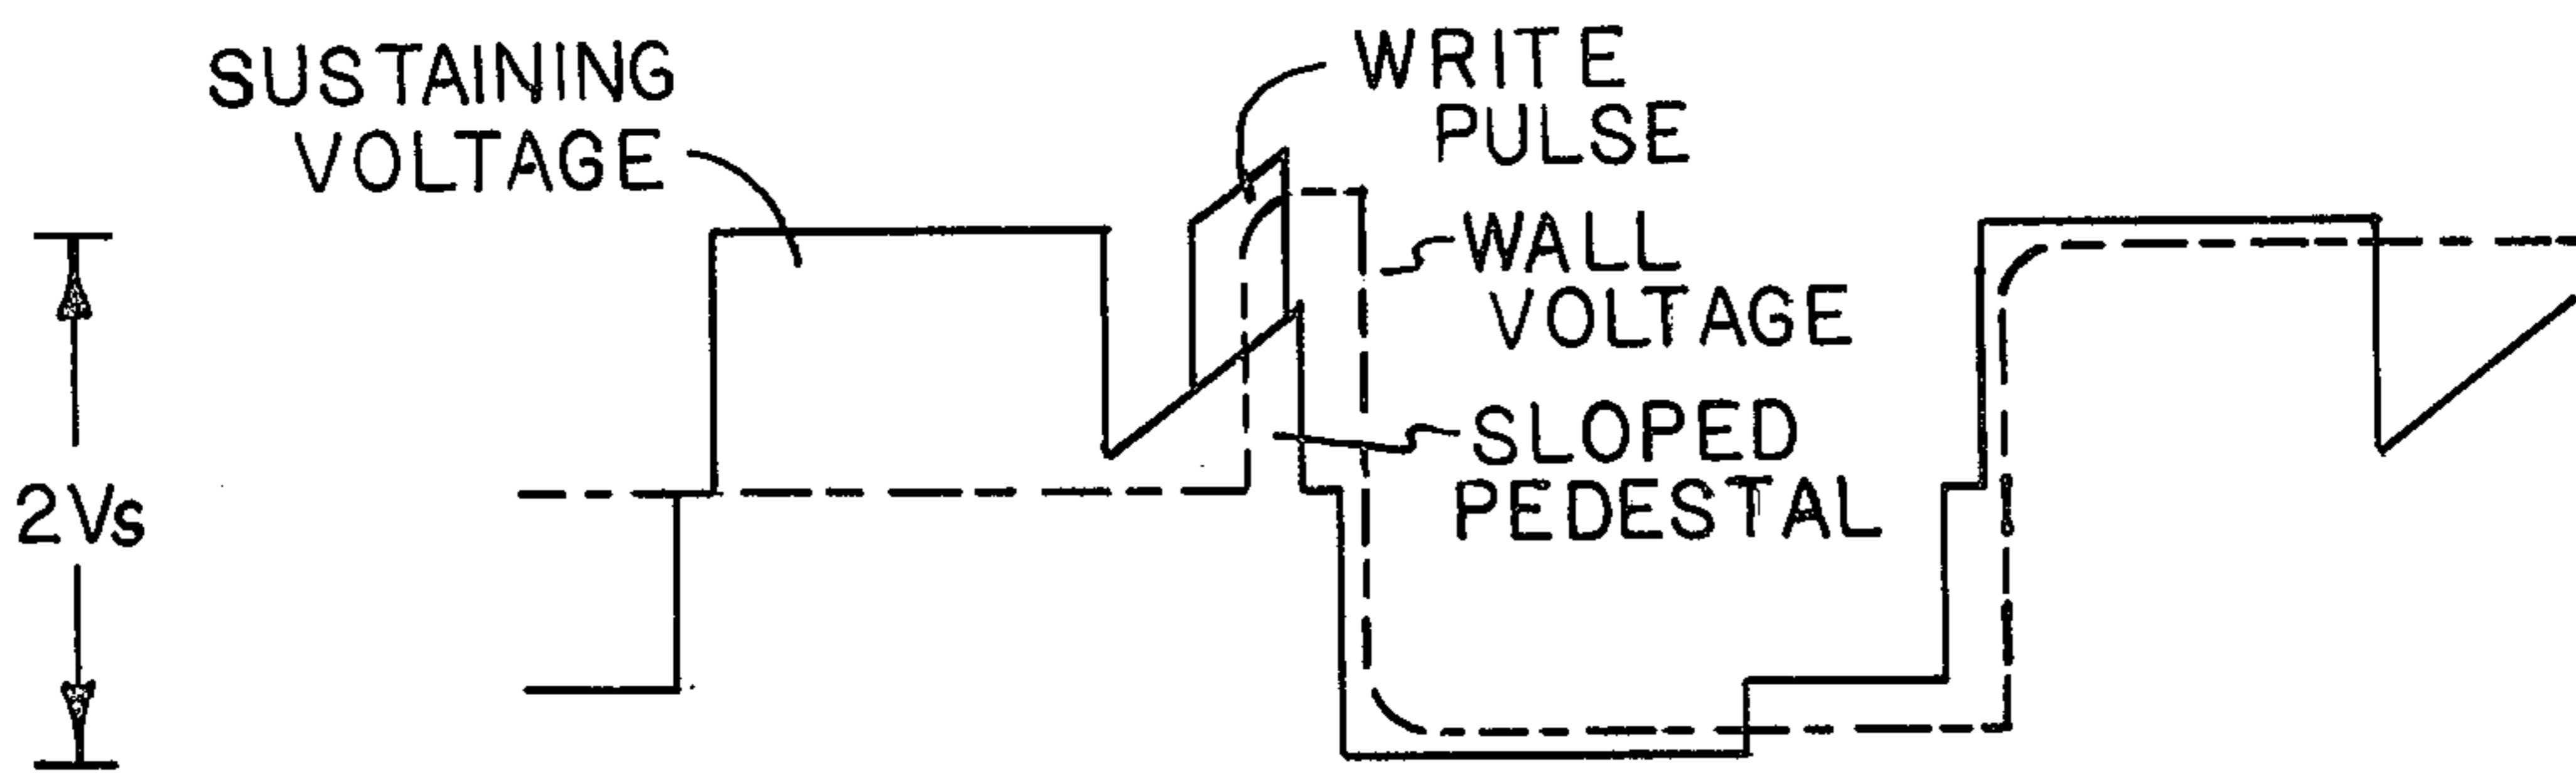 SUSTAINING
VOLTAGE
WRITE
PULSE
WALL
VOLTAGE
SLOPED
PEDESTAL
2Vs